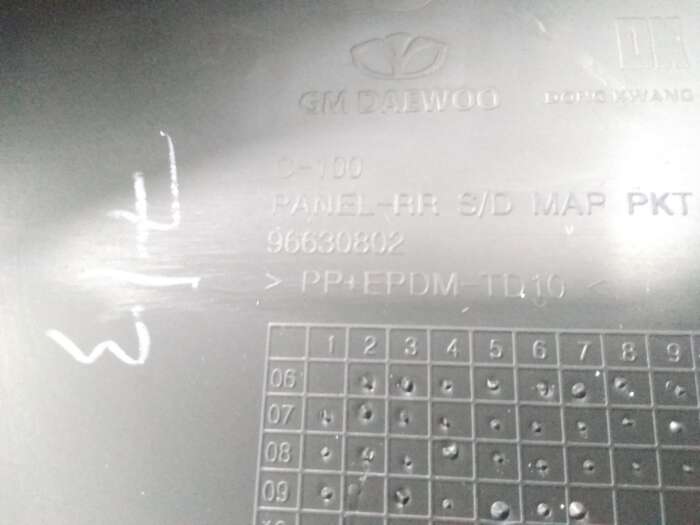 GM DAEWOO
DONG KWANG
C-100
PANEL-RR S/D MAP PKT
96630802
> PP+EPDM-TD10 <
1 2 3 4 5 6 7 8 9
06
07
08
09